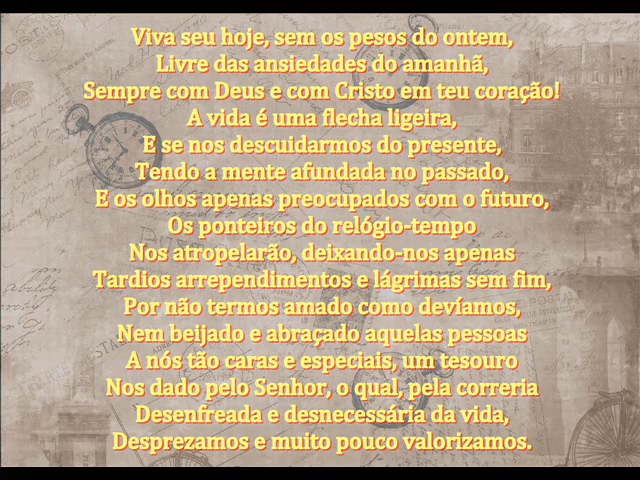 Viva seu hoje, sem os pesos do ontem,
Livre das ansiedades do amanhã,
Sempre com Deus e com Cristo em teu coração!
A vida é uma flecha ligeira,
E se nos descuidarmos do presente,
Tendo a mente afundada no passado,
E os olhos apenas preocupados com o futuro,
Os ponteiros do relógio-tempo
Nos atropelarão, deixando-nos apenas
Tardios arrependimentos e lágrimas sem fim,
Por não termos amado como devíamos,
Nem beijado e abraçado aquelas pessoas
A nós tão caras e especiais, um tesouro
Nos dado pelo Senhor, o qual, pela correria
Desenfreada e desnecessária da vida,
Desprezamos e muito pouco valorizamos.